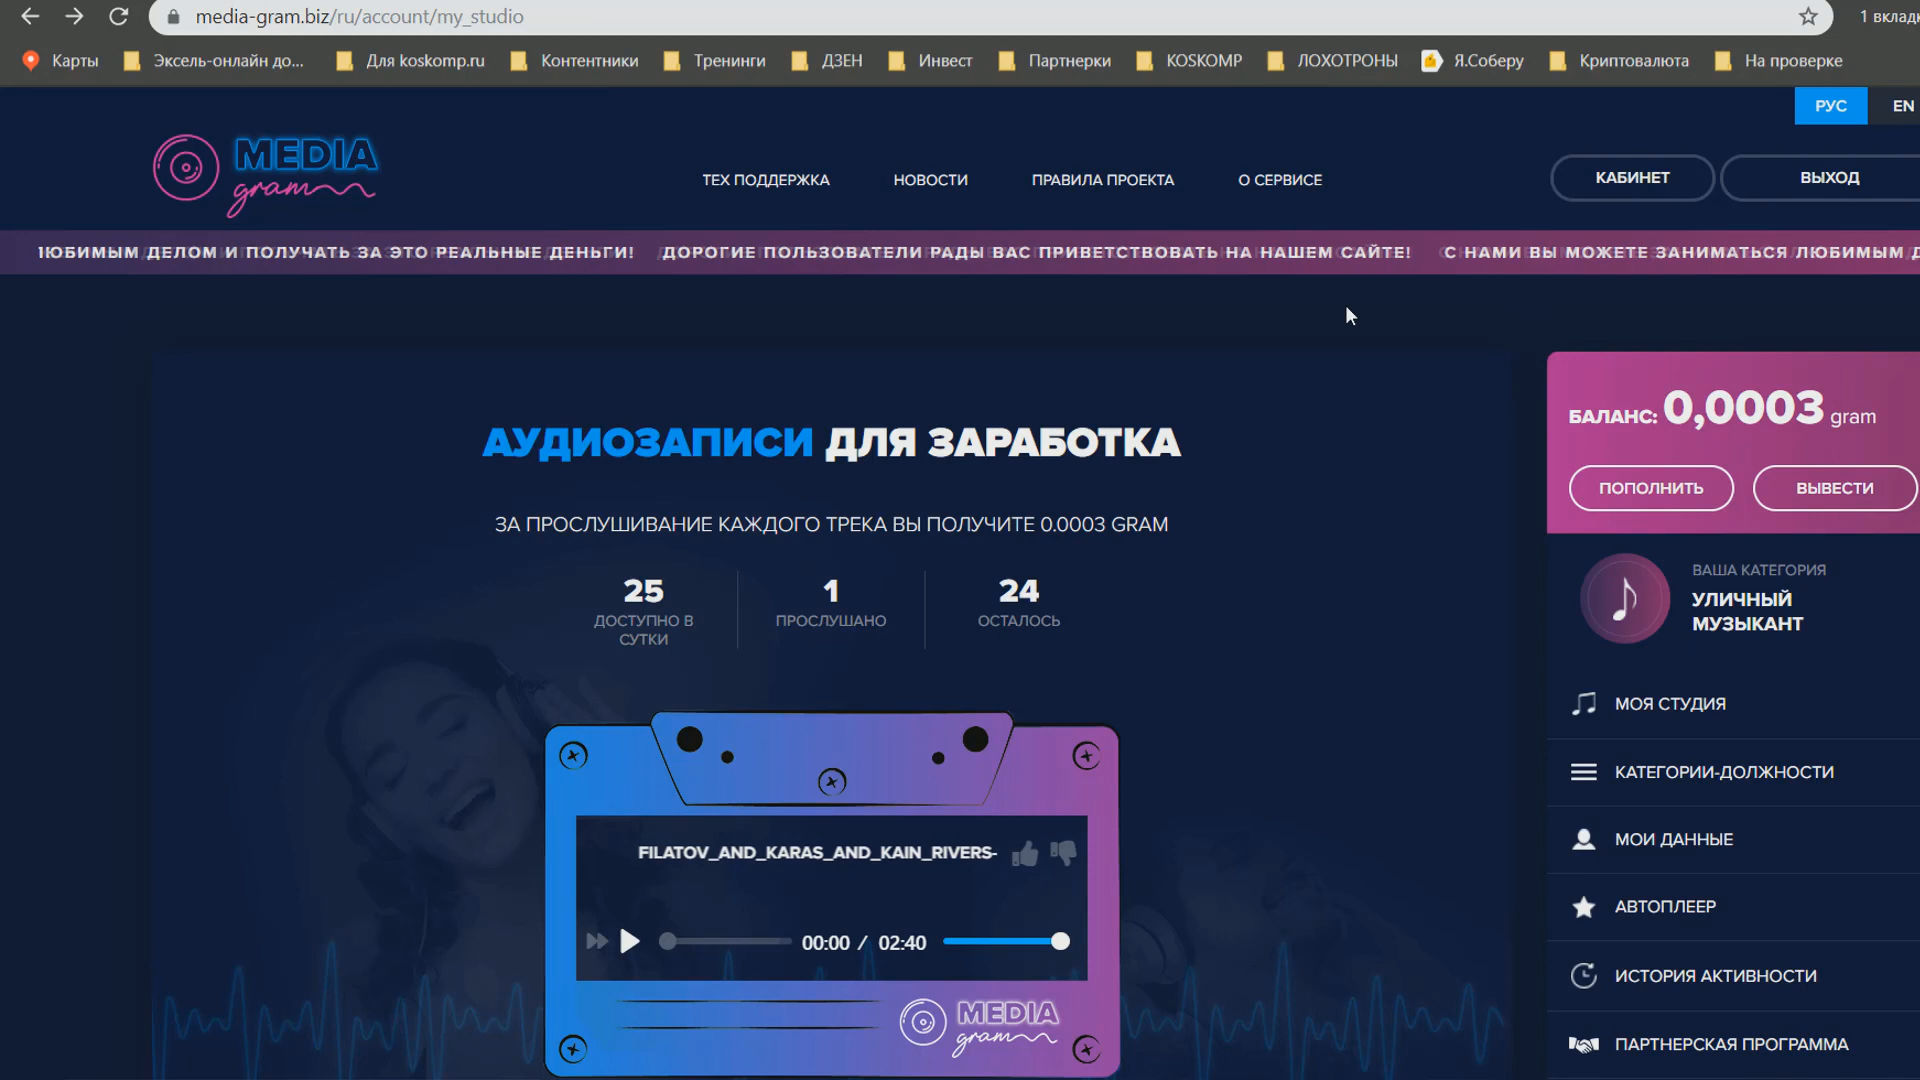 media-gram.biz/ru/account/my_studio
Карты
Эксель-онлайн до...
Для koskomp.ru
Контентники
Тренинги
ДЗЕН
Инвест
Партнерки
KOSKOMP
ЛОХОТРОНЫ
Я.Соберу
Криптовалюта
На проверке
РУС EN
MEDIA
gram
ТЕХ ПОДДЕРЖКА НОВОСТИ ПРАВИЛА ПРОЕКТА О СЕРВИСЕ
КАБИНЕТ ВЫХОД
ЮБИМЫМ ДЕЛОМ И ПОЛУЧАТЬ ЗА ЭТО РЕАЛЬНЫЕ ДЕНЬГИ! ДОРОГИЕ ПОЛЬЗОВАТЕЛИ РАДЫ ВАС ПРИВЕТСТВОВАТЬ НА НАШЕМ САЙТЕ! С НАМИ ВЫ МОЖЕТЕ ЗАНИМАТЬСЯ ЛЮБИМЫМ
АУДИОЗАПИСИ ДЛЯ ЗАРАБОТКА
ЗА ПРОСЛУШИВАНИЕ КАЖДОГО ТРЕКА ВЫ ПОЛУЧИТЕ 0.0003 GRAM
25
ДОСТУПНО В
СУТКИ
1
ПРОСЛУШАНО
24
ОСТАЛОСЬ
FILATOV_AND_KARAS_AND_KAIN_RIVERS-
00:00 / 02:40
MEDIA
gram
БАЛАНС: 0,0003 gram
ПОПОЛНИТЬ ВЫВЕСТИ
ВАША КАТЕГОРИЯ
УЛИЧНЫЙ
МУЗЫКАНТ
МОЯ СТУДИЯ
КАТЕГОРИИ-ДОЛЖНОСТИ
МОИ ДАННЫЕ
АВТОПЛЕЕР
ИСТОРИЯ АКТИВНОСТИ
ПАРТНЕРСКАЯ ПРОГРАММА